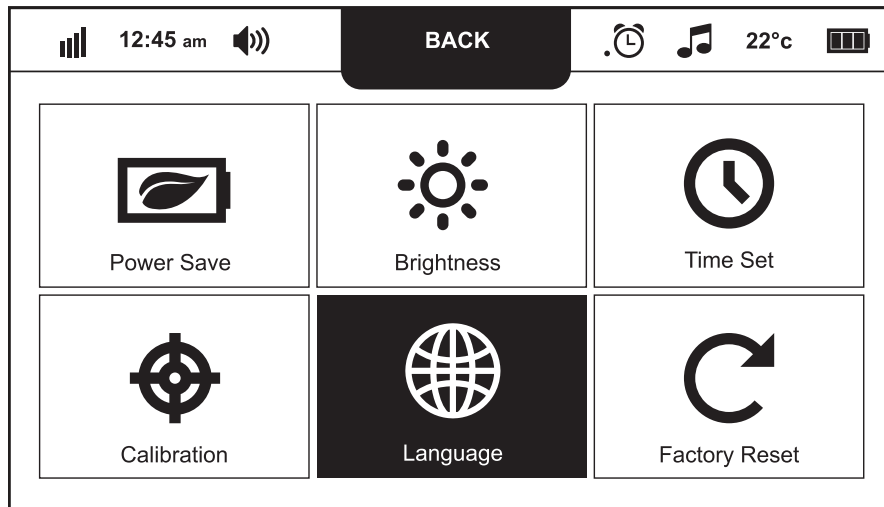 12:45 am
BACK
22°c
Power Save
Brightness
Time Set
Calibration
Language
Factory Reset